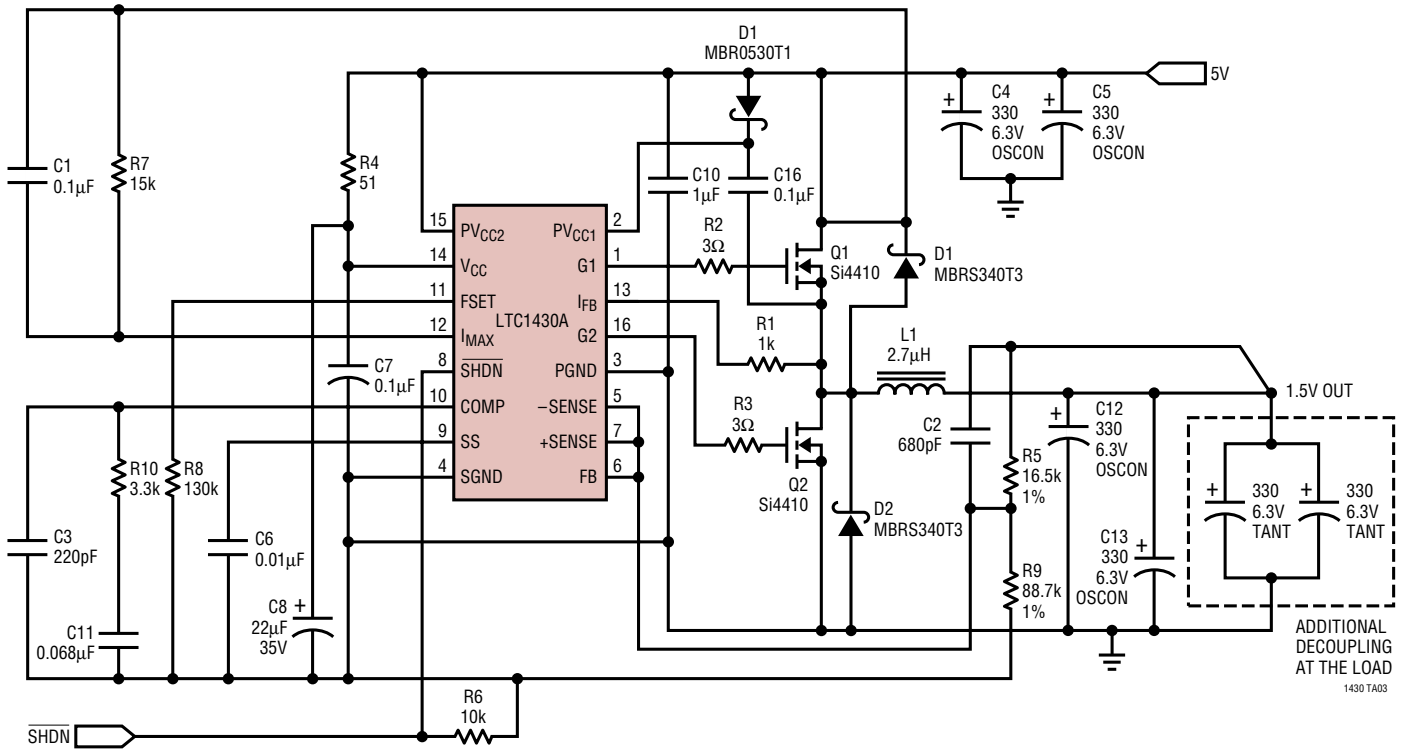 D1
MBR0530T1
5V
C4
330
6.3V
OSCON
+
C5
330
6.3V
OSCON
+
C1
0.1µF
R7
15k
R4
51
C10
1µF
C16
0.1µF
R2
3Ω
Q1
Si4410
D1
MBRS340T3
15 PVCC2
14 VCC
11 FSET
12 IMAX
8 SHDN
10 COMP
9 SS
4 SGND
LTC1430A
PVCC1 2
G1 1
IFB 13
G2 16
PGND 3
–SENSE 5
+SENSE 7
FB 6
R1
1k
L1
2.7µH
1.5V OUT
C7
0.1µF
R3
3Ω
Q2
Si4410
C2
680pF
R5
16.5k
1%
+
C12
330
6.3V
OSCON
+
330
6.3V
TANT
+
330
6.3V
TANT
R10
3.3k
R8
130k
C3
220pF
C6
0.01µF
D2
MBRS340T3
C13
330
6.3V
OSCON
+
R9
88.7k
1%
C11
0.068µF
C8
22µF
35V
+
ADDITIONAL
DECOUPLING
AT THE LOAD
1430 TA03
R6
10k
SHDN